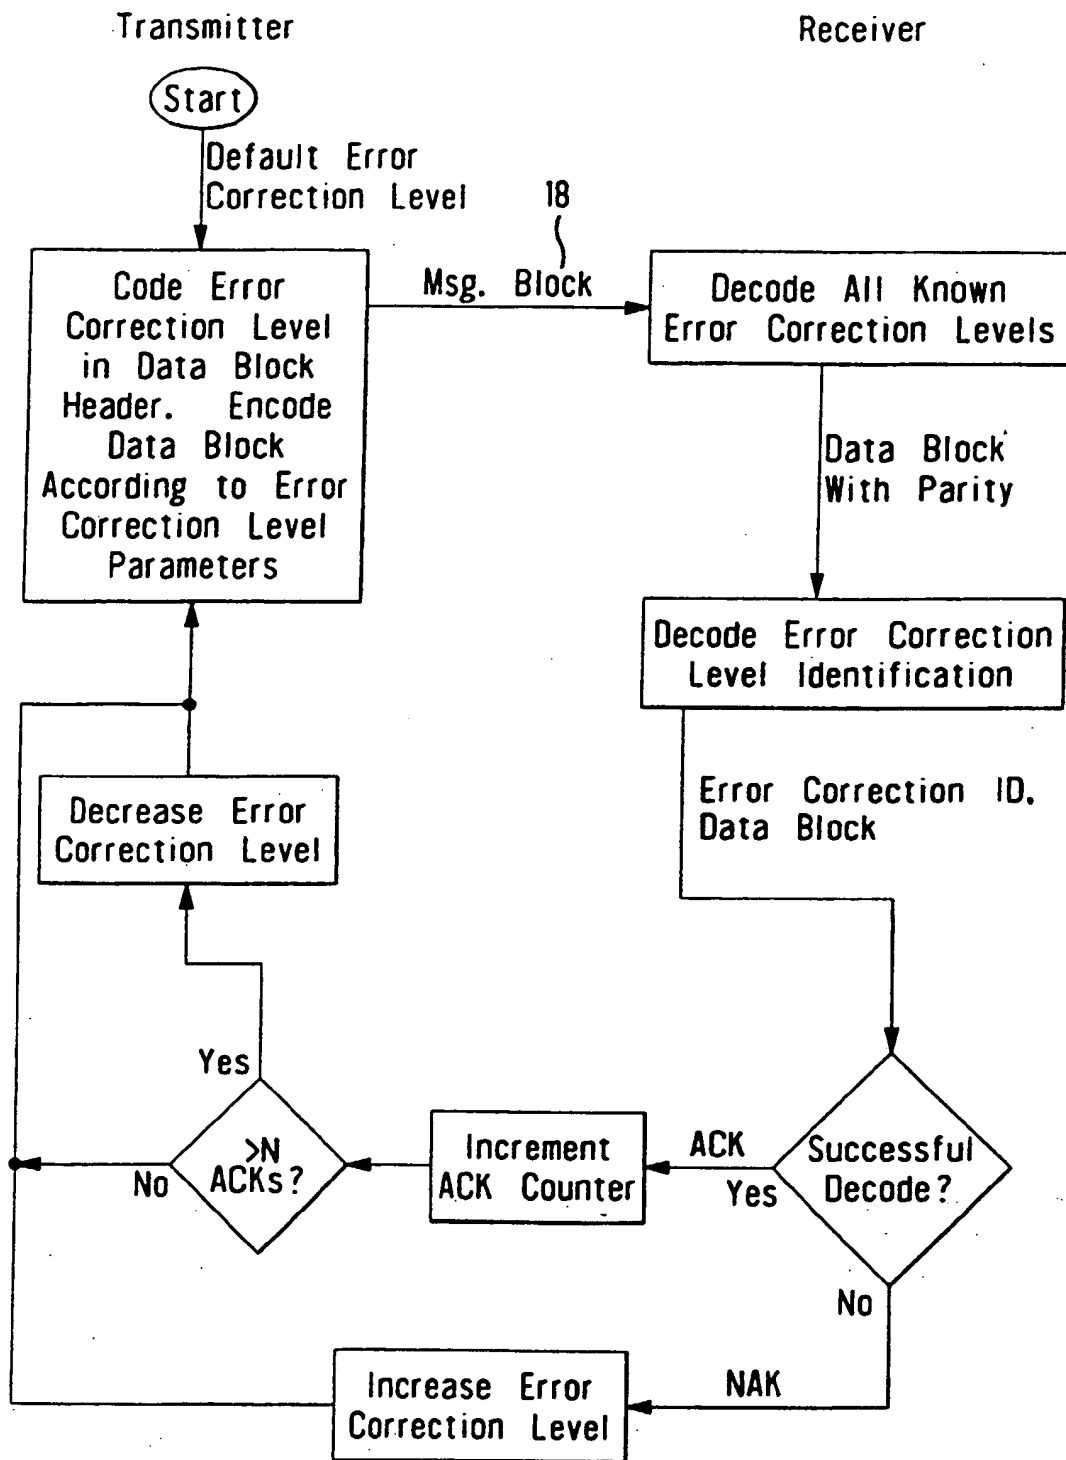 Transmitter
Receiver
Start
Default Error
Correction Level
18
Msg. Block
Code Error
Correction Level
in Data Block
Header. Encode
Data Block
According to Error
Correction Level
Parameters
Decode All Known
Error Correction Levels
Data Block
With Parity
Decode Error Correction
Level Identification
Error Correction ID.
Data Block
Decrease Error
Correction Level
Yes
>N
ACKs?
No
Increment
ACK Counter
ACK
Yes
Successful
Decode?
No
NAK
Increase Error
Correction Level